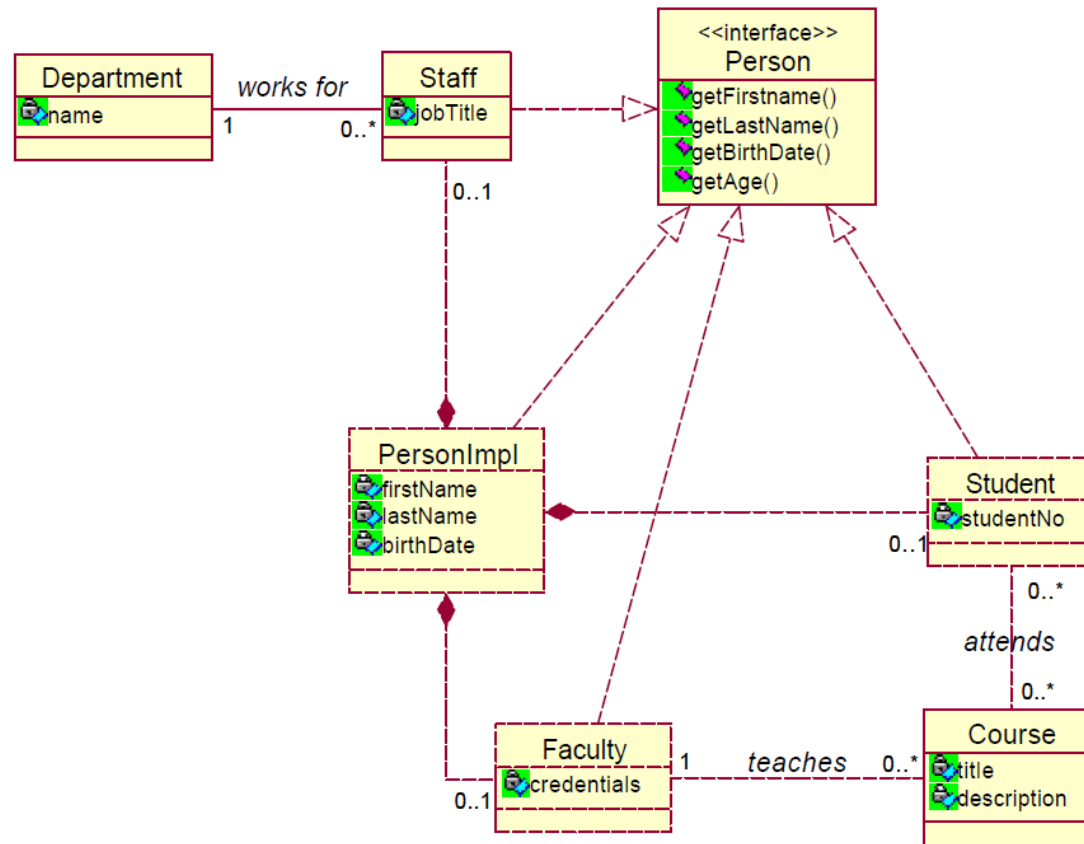 <<interface>>
Person
getFirstname()
getLastName()
getBirthDate()
getAge()
Department
name
works for
1
0..*
Staff
jobTitle
0..1
PersonImpl
firstName
lastName
birthDate
Student
studentNo
0..1
0..*
attends
0..*
Faculty
credentials
0..1
1
teaches
0..*
Course
title
description